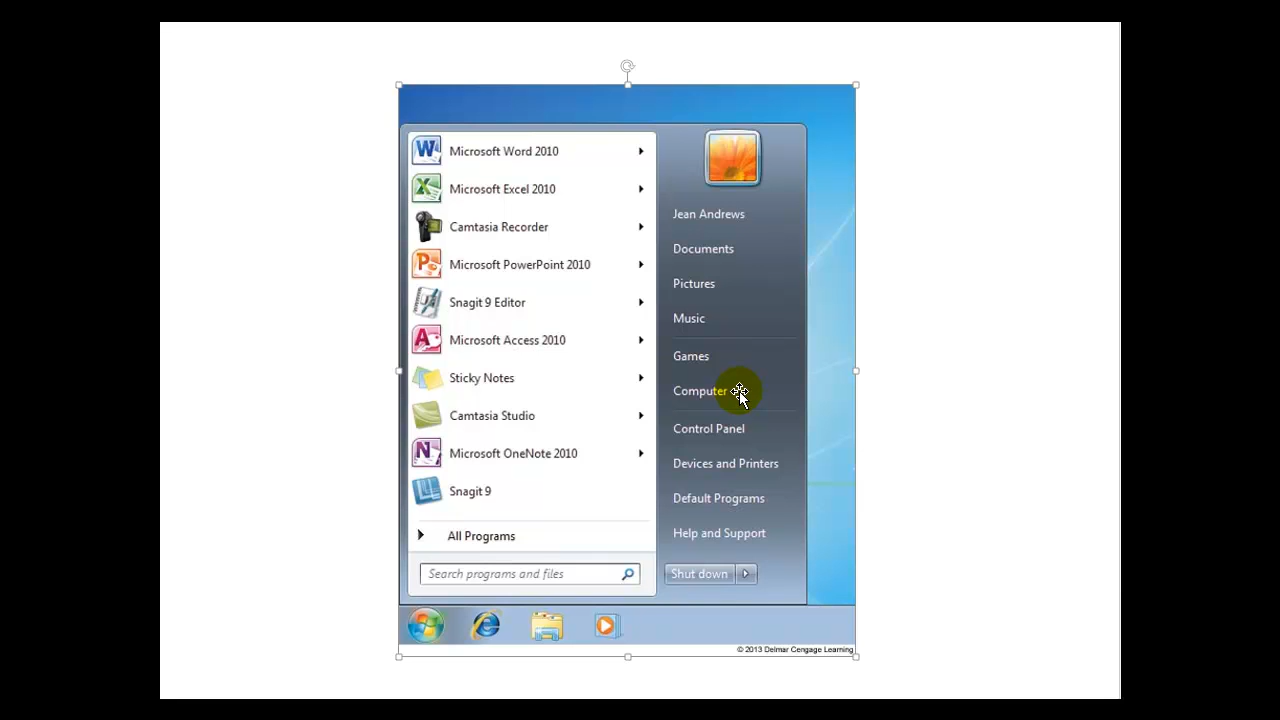 Microsoft Word 2010
Microsoft Excel 2010
Camtasia Recorder
Microsoft PowerPoint 2010
Snagit 9 Editor
Microsoft Access 2010
Sticky Notes
Camtasia Studio
Microsoft OneNote 2010
Snagit 9
All Programs
Search programs and files
Jean Andrews
Documents
Pictures
Music
Games
Computer
Control Panel
Devices and Printers
Default Programs
Help and Support
Shut down
© 2013 Delmar Cengage Learning